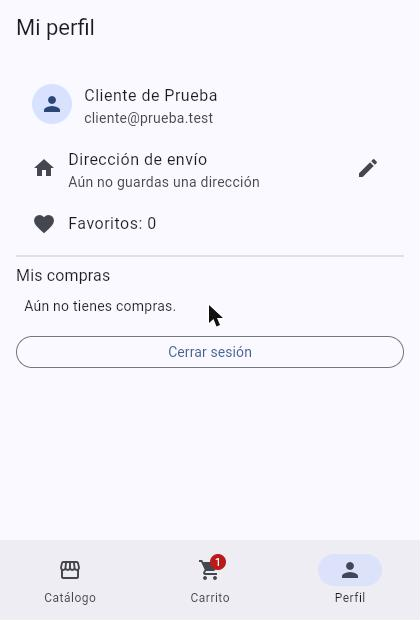 Mi perfil
Cliente de Prueba
cliente@prueba.test
Dirección de envío
Aún no guardas una dirección
Favoritos: 0
Mis compras
Aún no tienes compras.
Cerrar sesión
1
Catálogo
Carrito
Perfil